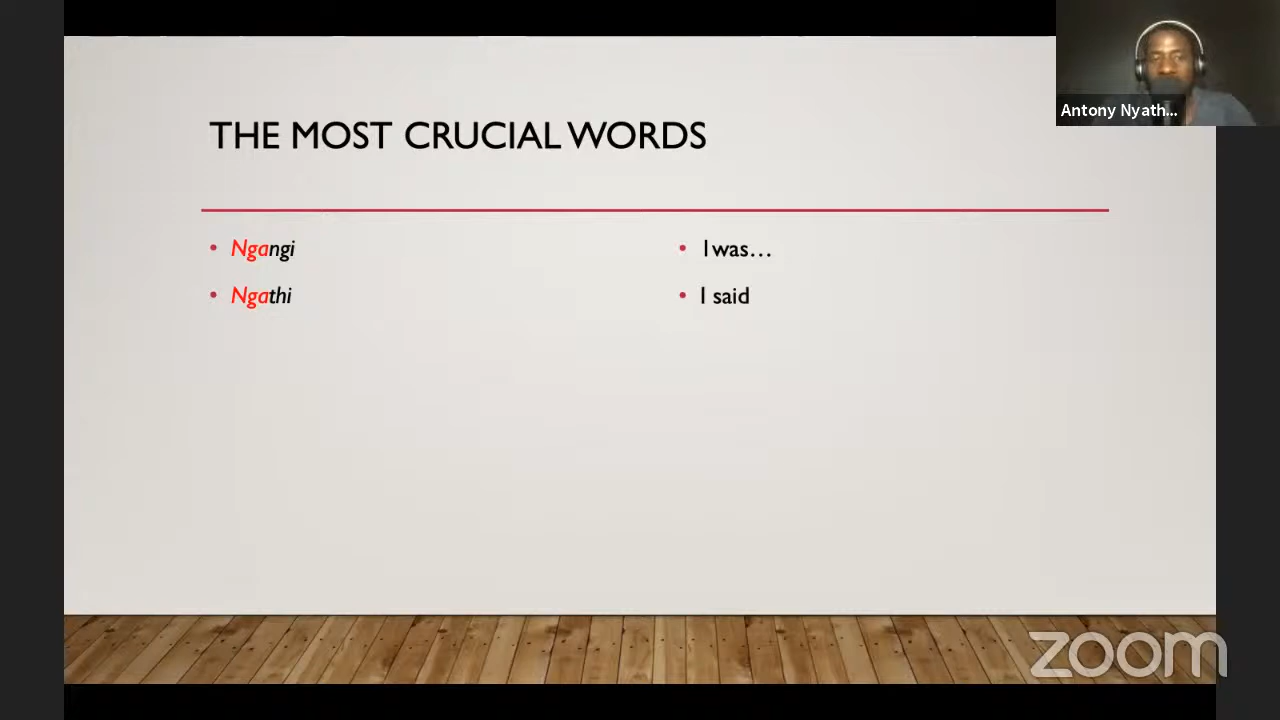 Antony Nyath...
THE MOST CRUCIAL WORDS
• Ngangi
• I was…
• Ngathi
• I said
zoom